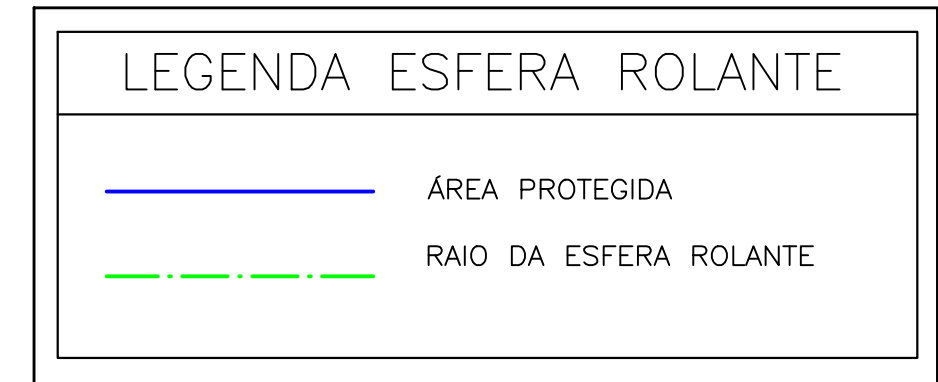 LEGENDA ESFERA ROLANTE
ÁREA PROTEGIDA
RAIO DA ESFERA ROLANTE